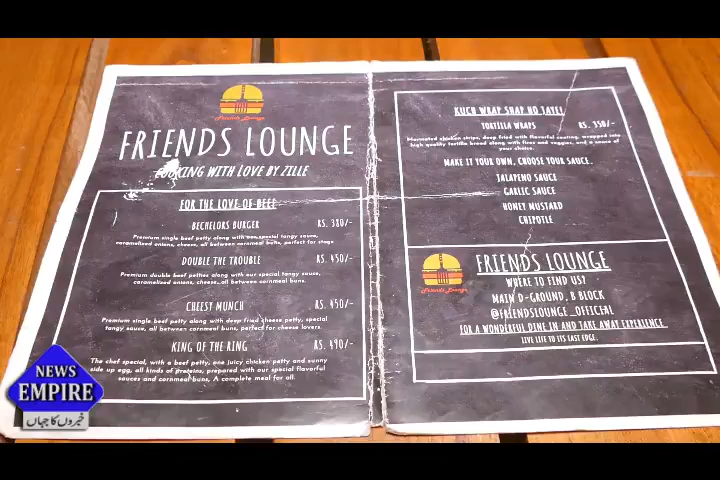 Friends Lounge
FRIENDS LOUNGE
COOKING WITH LOVE BY ZILLE
FOR THE LOVE OF BEEF
BECHELORS BURGER RS. 380/-
Premium single beef petty along with our special tangy sauce,
caramelized onions, cheese, all between cornmeal buns, perfect for stags
DOUBLE THE TROUBLE RS. 450/-
Premium double beef petties along with our special tangy sauce,
caramelized onions, cheese, all between cornmeal buns.
CHEESY MUNCH RS. 450/-
Premium single beef petty along with deep fried cheese petty, special
tangy sauce, all between cornmeal buns, perfect for cheese lovers.
KING OF THE RING RS. 490/-
The chef special, with a beef petty, one juicy chicken petty and sunny
side up egg, all kinds of proteins, prepared with our special flavorful
sauces and cornmeal buns, A complete meal for all.
KUCH WRAP SHAP HO JAYE!
TORTILLA WRAPS RS. 350/-
Marinated chicken strips, deep fried with flavorful coating, wrapped into
high quality tortilla bread along with fries and veggies, and a sauce of
your choice.
MAKE IT YOUR OWN, CHOOSE YOUR SAUCE.
JALAPENO SAUCE
GARLIC SAUCE
HONEY MUSTARD
CHIPOTLE
Friends Lounge
FRIENDS LOUNGE
WHERE TO FIND US?
MAIN D-GROUND, B BLOCK
@FRIENDSLOUNGE_OFFICIAL
FOR A WONDERFUL DINE IN AND TAKE AWAY EXPERIENCE
LIVE LIFE TO ITS LAST EDGE.
NEWS
EMPIRE
خبروں کا جہاں